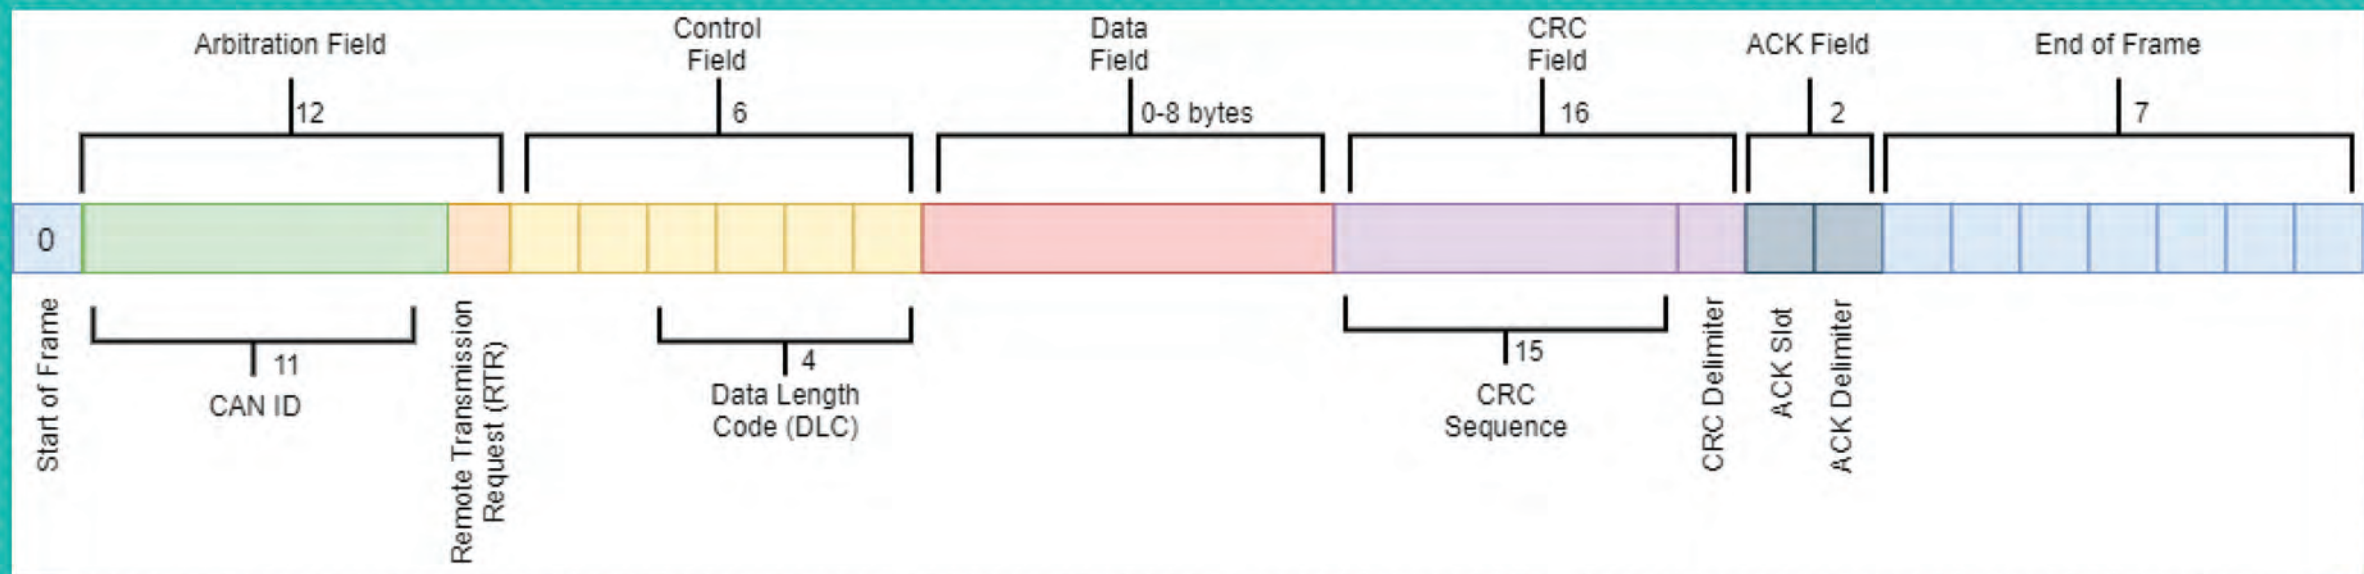 Arbitration Field
12
Control
Field
6
Data
Field
0-8 bytes
CRC
Field
16
ACK Field
2
End of Frame
7
0
Start of Frame
11
CAN ID
Remote Transmission
Request (RTR)
4
Data Length
Code (DLC)
15
CRC
Sequence
CRC Delimiter
ACK Slot
ACK Delimiter